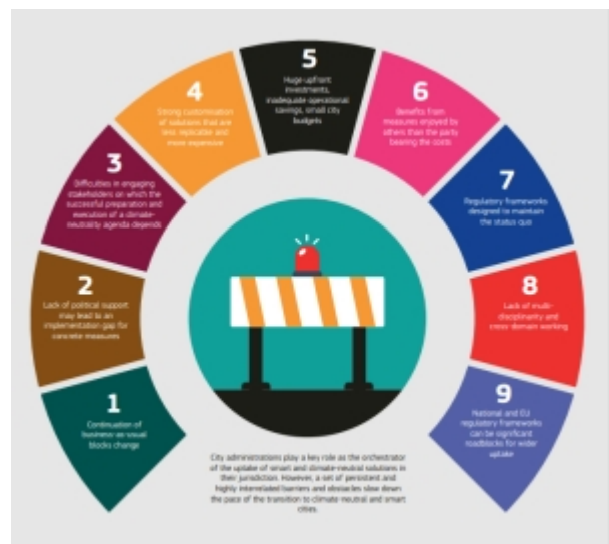 1
Continuation of
business-as-usual
blocks change
2
Lack of political support
may lead to an
implementation gap for
concrete measures
3
Difficulties in engaging
stakeholders on which the
successful preparation and
execution of a climate-
neutrality agenda depends
4
Strong customisation
of solutions that are
less replicable and
more expensive
5
Huge upfront
investments,
inadequate operational
savings, small city
budgets
6
Benefits from
measures enjoyed by
others than the party
bearing the costs
7
Regulatory frameworks
designed to maintain
the status quo
8
Lack of multi-
disciplinarity and
cross-domain working
9
National and EU
regulatory frameworks
can be significant
roadblocks for wider
uptake
City administrations play a key role as the orchestrator
of the uptake of smart and climate-neutral solutions in
their jurisdiction. However, a set of persistent and
highly interrelated barriers and obstacles slow down
the pace of the transition to climate-neutral and smart
cities.